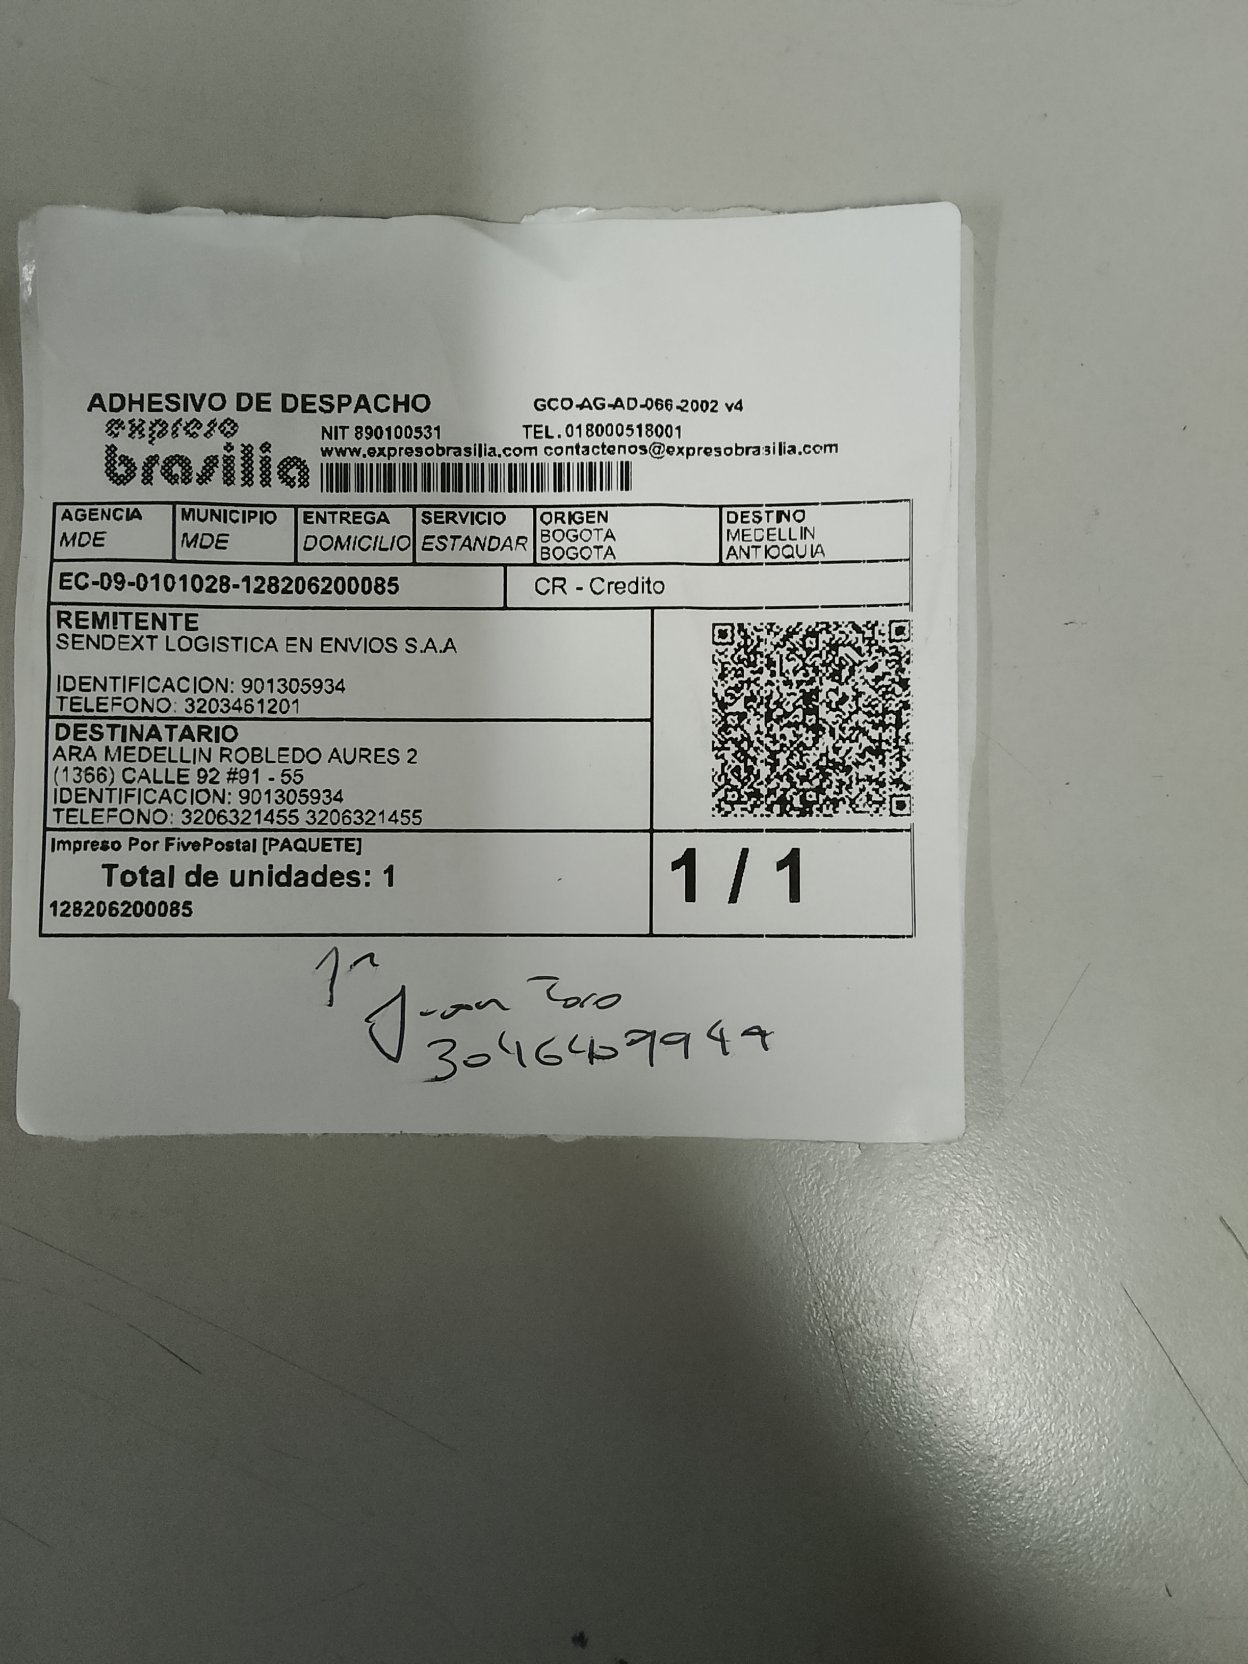 ADHESIVO DE DESPACHO
GCO-AG-AD-066-2002 v4
expreso
brasilia
NIT 890100531 TEL.018000518001
www.expresobrasilia.com contactenos@expresobrasilia.com
AGENCIA
MDE
MUNICIPIO
MDE
ENTREGA
DOMICILIO
SERVICIO
ESTANDAR
ORIGEN
BOGOTA
BOGOTA
DESTINO
MEDELLIN
ANTIOQUIA
EC-09-0101028-128206200085
CR - Credito
REMITENTE
SENDEXT LOGISTICA EN ENVIOS S.A.A
IDENTIFICACION: 901305934
TELEFONO: 3203461201
DESTINATARIO
ARA MEDELLIN ROBLEDO AURES 2
(1366) CALLE 92 #91 - 55
IDENTIFICACION: 901305934
TELEFONO: 3206321455 3206321455
Impreso Por FivePostal [PAQUETE]
Total de unidades: 1
128206200085
1 / 1
Juan Toro